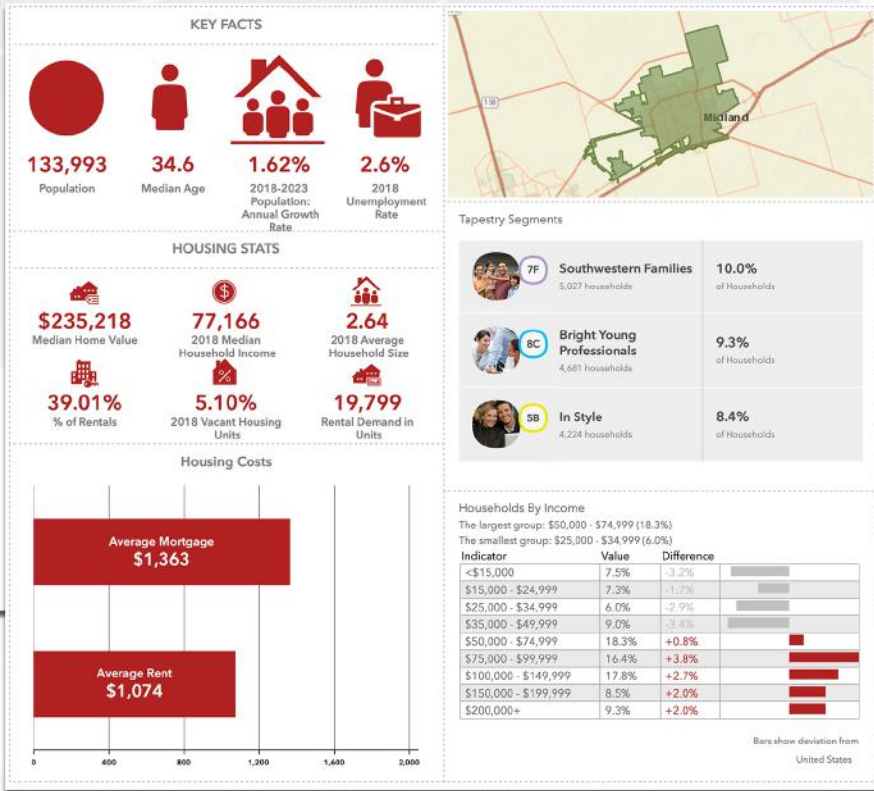 KEY FACTS
133,993
Population
34.6
Median Age
1.62%
2018-2023
Population:
Annual Growth
Rate
2.6%
2018
Unemployment
Rate
HOUSING STATS
$235,218
Median Home Value
77,166
2018 Median
Household Income
2.64
2018 Average
Household Size
39.01%
% of Rentals
5.10%
2018 Vacant Housing
Units
19,799
Rental Demand in
Units
Housing Costs
Average Mortgage
$1,363
Average Rent
$1,074
0 400 800 1,200 1,600 2,000
158
Midland
Tapestry Segments
7F
Southwestern Families
5,027 households
10.0%
of Households
8C
Bright Young
Professionals
4,681 households
9.3%
of Households
5B
In Style
4,224 households
8.4%
of Households
Households By Income
The largest group: $50,000 - $74,999 (18.3%)
The smallest group: $25,000 - $34,999 (6.0%)
Indicator Value Difference
<$15,000 7.5% -3.2%
$15,000 - $24,999 7.3% -1.7%
$25,000 - $34,999 6.0% -2.9%
$35,000 - $49,999 9.0% -3.4%
$50,000 - $74,999 18.3% +0.8%
$75,000 - $99,999 16.4% +3.8%
$100,000 - $149,999 17.8% +2.7%
$150,000 - $199,999 8.5% +2.0%
$200,000+ 9.3% +2.0%
Bars show deviation from
United States